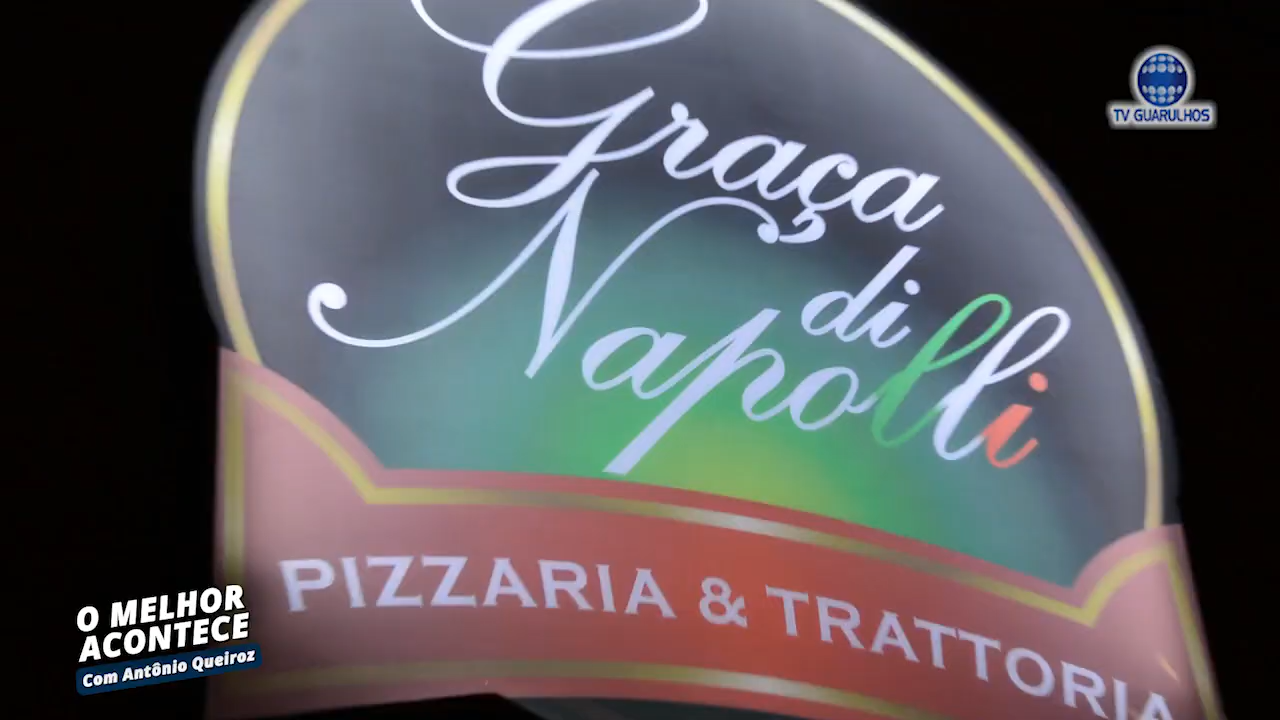 Graça
di
Napolli
PIZZARIA & TRATTORIA
TV GUARULHOS
O MELHOR
ACONTECE
Com Antônio Queiroz